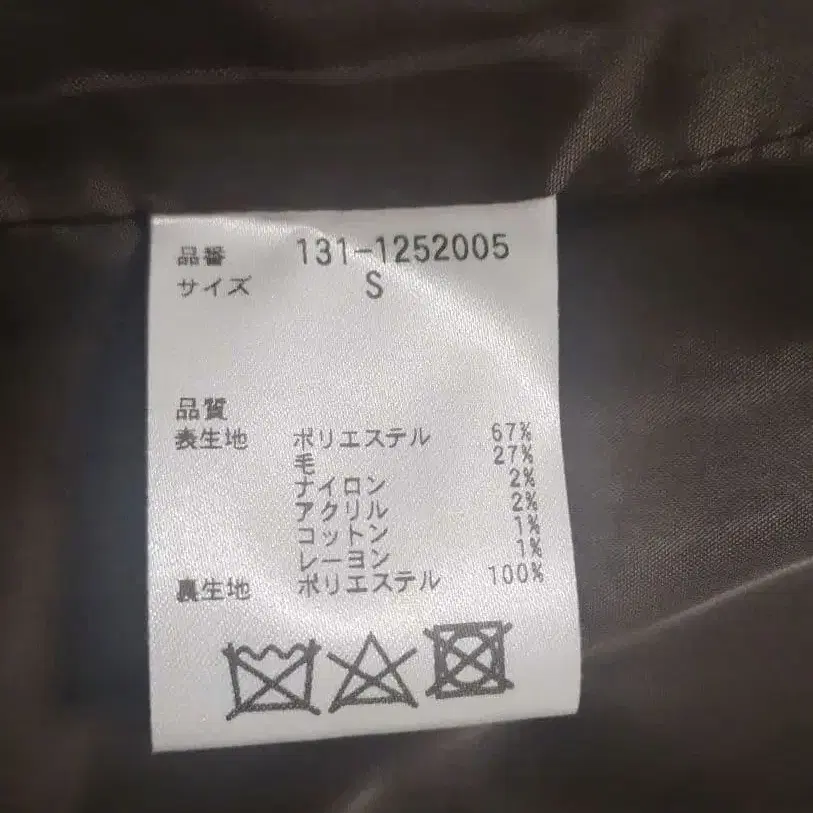 品番 131-1252005
サイズ S
品質
表生地 ポリエステル 67%
毛 27%
ナイロン 2%
アクリル 2%
コットン 1%
レーヨン 1%
裏生地 ポリエステル 100%